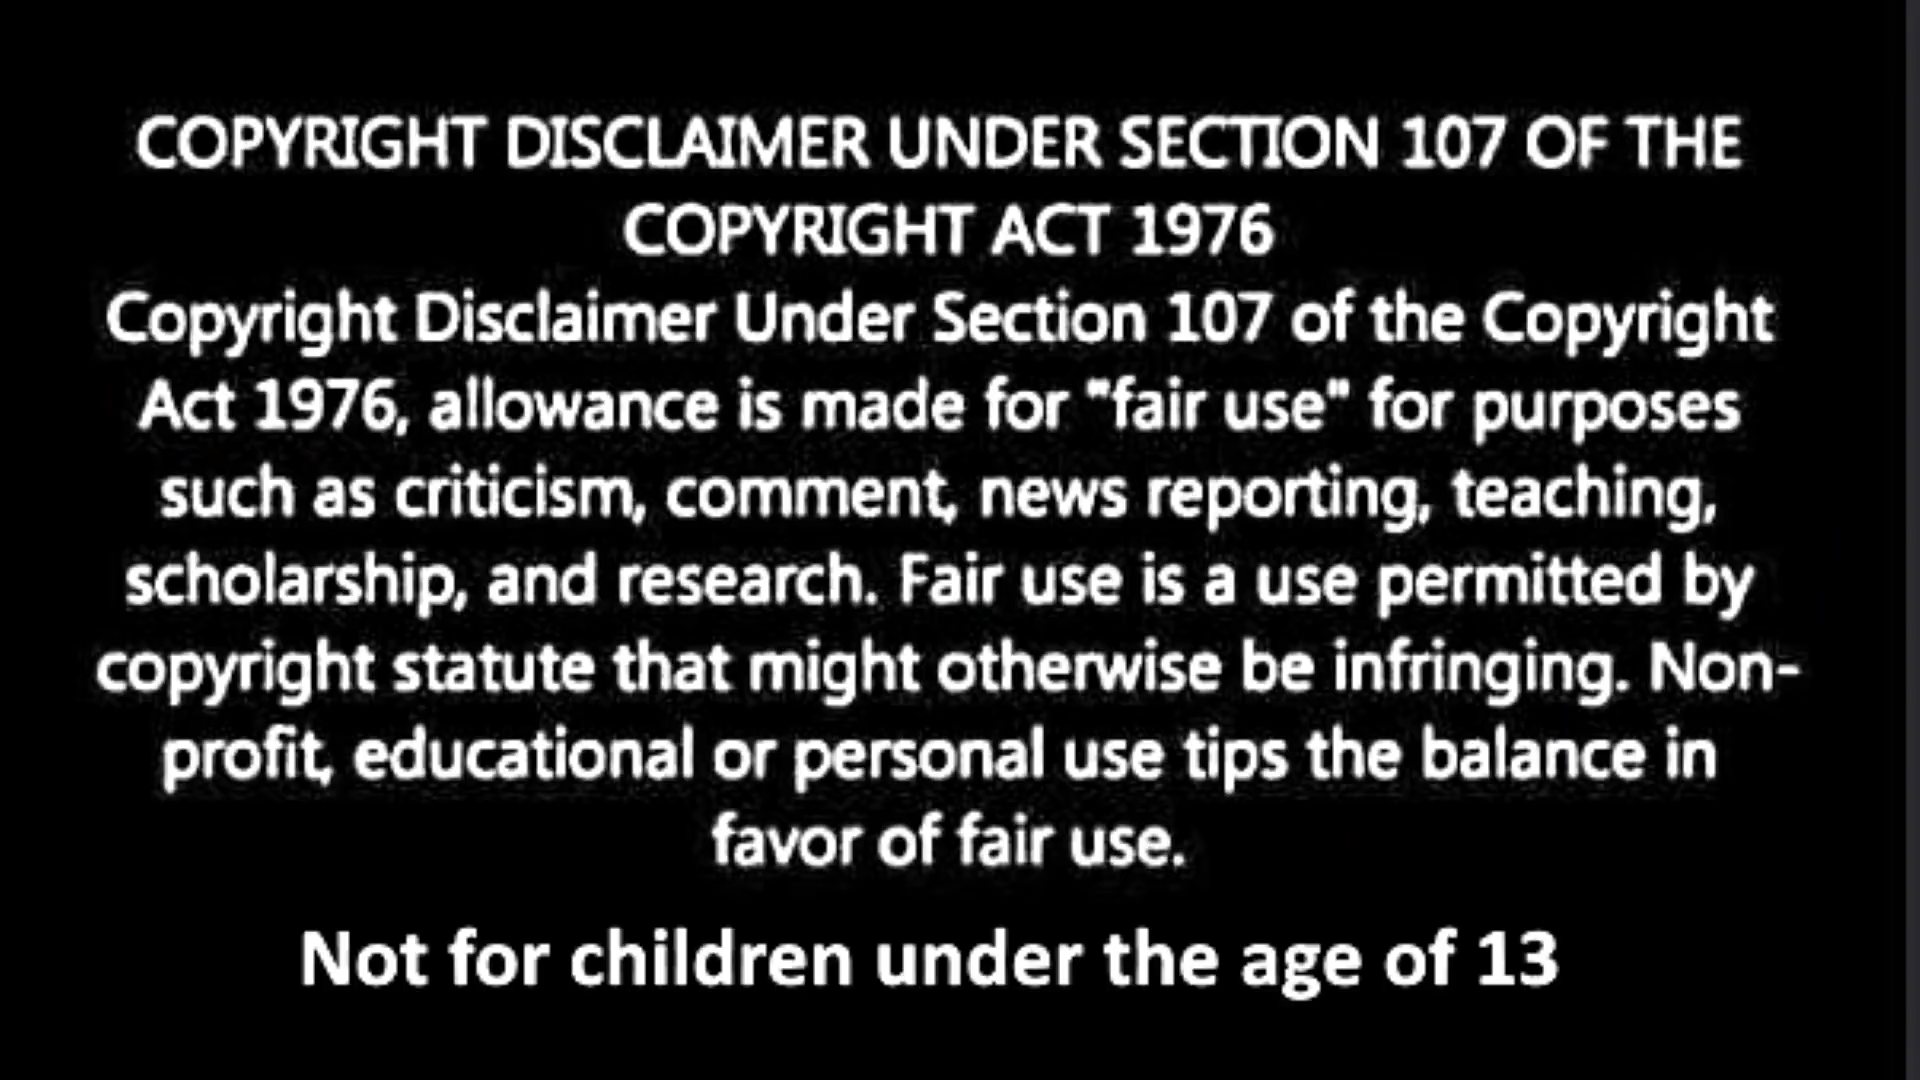 COPYRIGHT DISCLAIMER UNDER SECTION 107 OF THE
COPYRIGHT ACT 1976
Copyright Disclaimer Under Section 107 of the Copyright
Act 1976, allowance is made for "fair use" for purposes
such as criticism, comment, news reporting, teaching,
scholarship, and research. Fair use is a use permitted by
copyright statute that might otherwise be infringing. Non-
profit, educational or personal use tips the balance in
favor of fair use.
Not for children under the age of 13